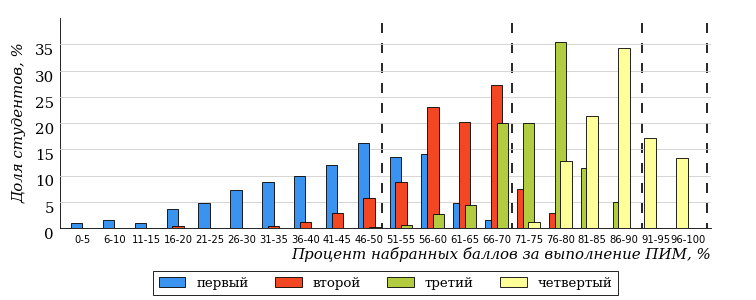 Доля студентов, %
35
30
25
20
15
10
5
0
0-5 6-10 11-15 16-20 21-25 26-30 31-35 36-40 41-45 46-50 51-55 56-60 61-65 66-70 71-75 76-80 81-85 86-90 91-95 96-100
Процент набранных баллов за выполнение ПИМ, %
первый второй третий четвертый